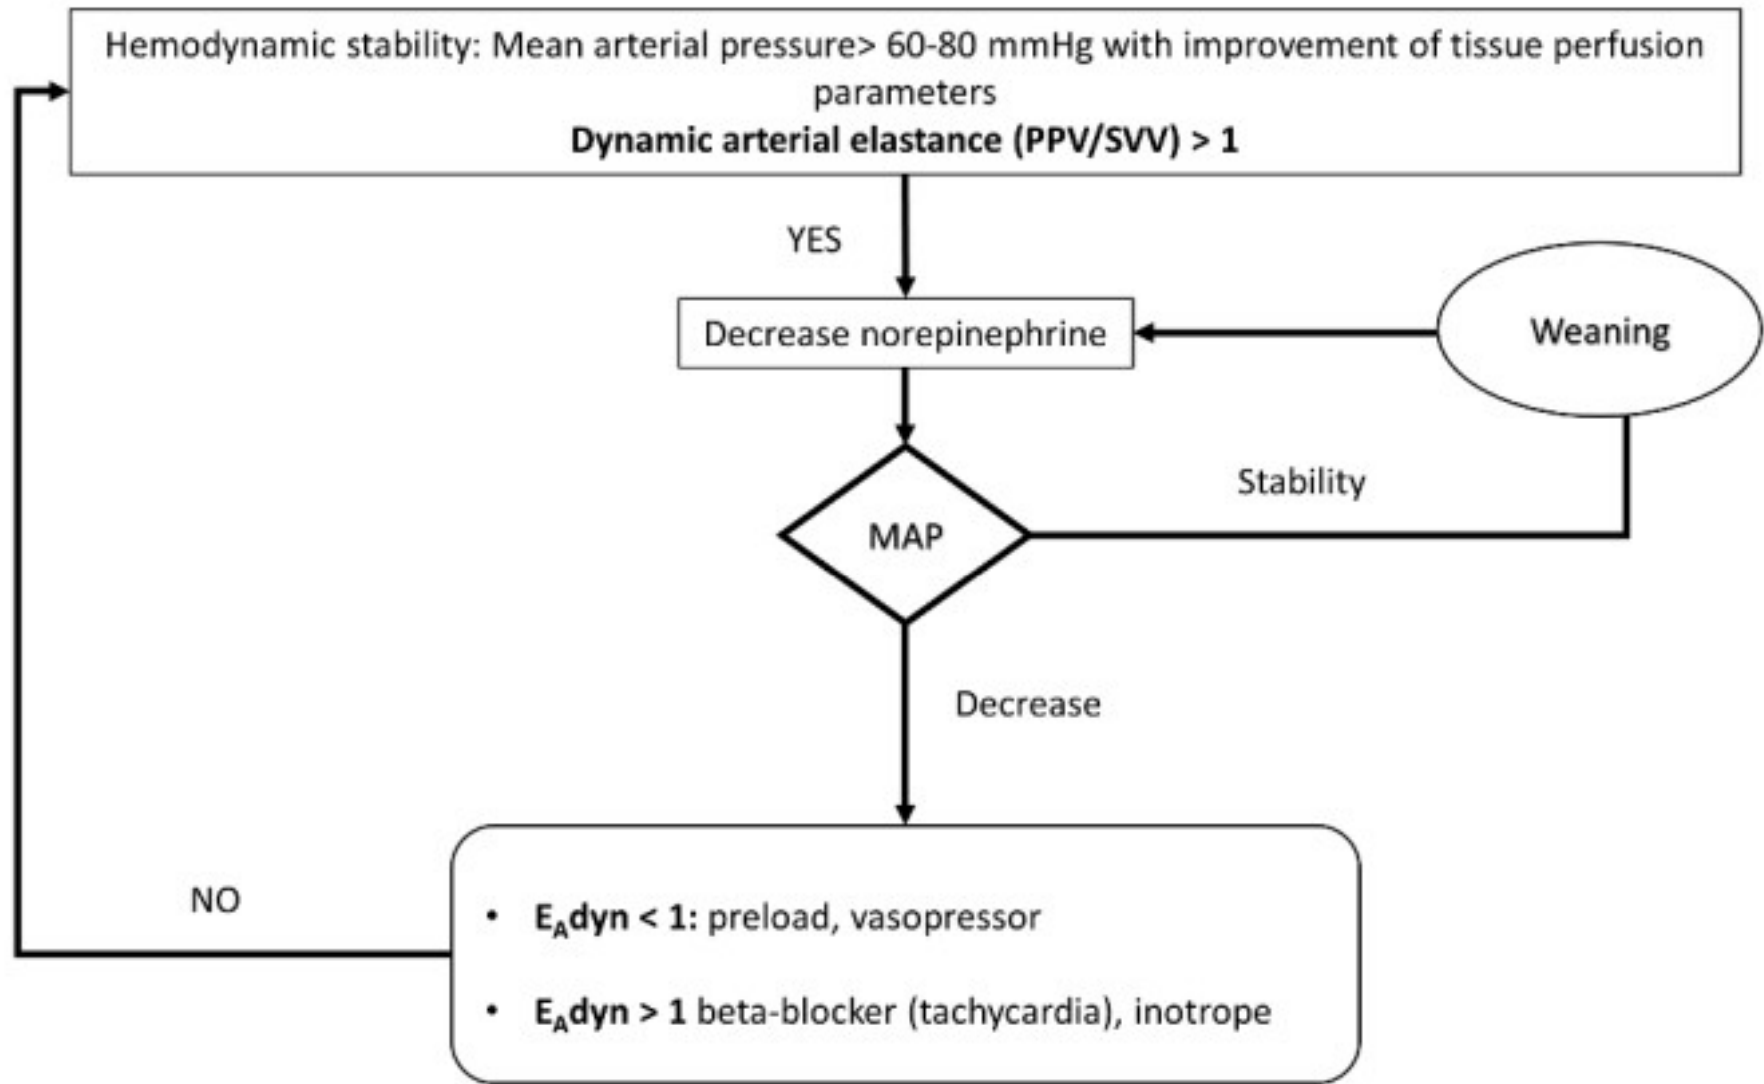 Hemodynamic stability: Mean arterial pressure> 60-80 mmHg with improvement of tissue perfusion
parameters
Dynamic arterial elastance (PPV/SVV) > 1
YES
Decrease norepinephrine
Weaning
Stability
MAP
Decrease
NO
• EAdyn < 1: preload, vasopressor
• EAdyn > 1 beta-blocker (tachycardia), inotrope